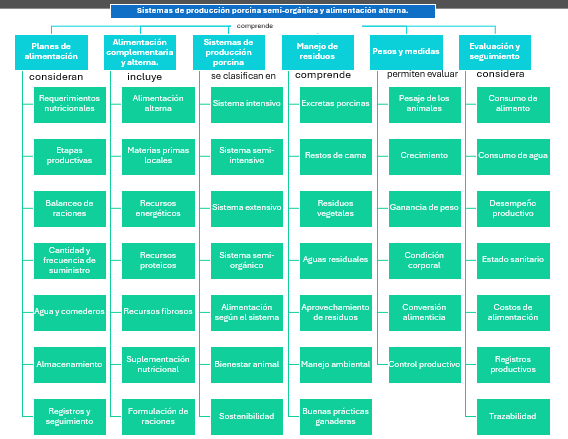 Sistemas de producción porcina semi-orgánica y alimentación alterna.
comprende
Planes de
alimentación
consideran
Requerimientos
nutricionales
Etapas
productivas
Balanceo de
raciones
Cantidad y
frecuencia de
suministro
Agua y comederos
Almacenamiento
Registros y
seguimiento
Alimentación
complementaria
y alterna.
incluye
Alimentación
alterna
Materias primas
locales
Recursos
energéticos
Recursos
proteicos
Recursos fibrosos
Suplementación
nutricional
Formulación de
raciones
Sistemas de
producción
porcina
se clasifican en
Sistema intensivo
Sistema semi-
intensivo
Sistema extensivo
Sistema semi-
orgánico
Alimentación
según el sistema
Bienestar animal
Sostenibilidad
Manejo de
residuos
comprende
Excretas porcinas
Restos de cama
Residuos
vegetales
Aguas residuales
Aprovechamiento
de residuos
Manejo ambiental
Buenas prácticas
ganaderas
Pesos y medidas
permiten evaluar
Pesaje de los
animales
Crecimiento
Ganancia de peso
Condición
corporal
Conversión
alimenticia
Control productivo
Evaluación y
seguimiento
considera
Consumo de
alimento
Consumo de agua
Desempeño
productivo
Estado sanitario
Costos de
alimentación
Registros
productivos
Trazabilidad